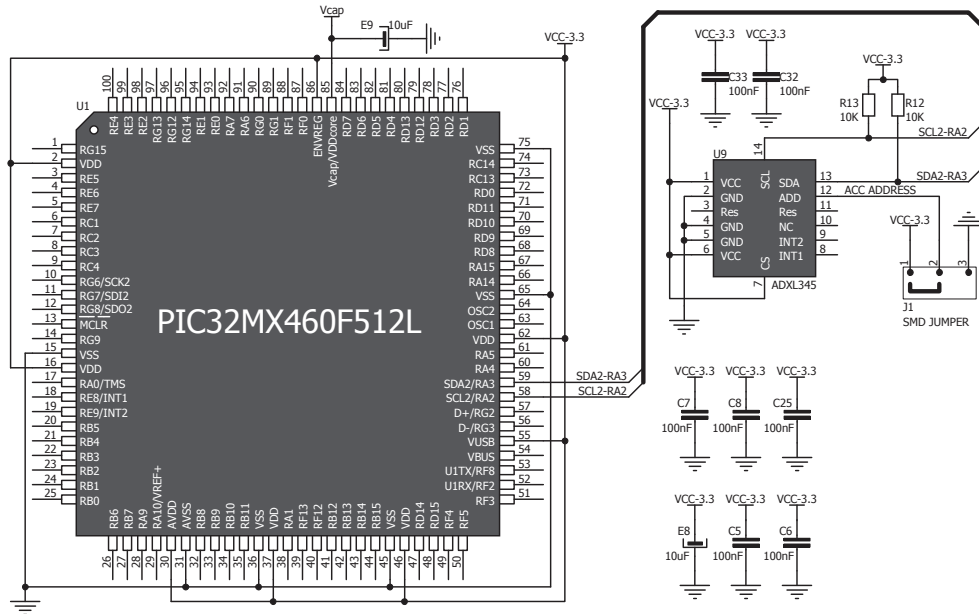 Vcap
E9
10uF
VCC-3.3
100
99
98
97
96
95
94
93
92
91
90
89
88
87
86
85
84
83
82
81
80
79
78
77
76
U1
RE4
RE3
RE2
RG13
RG12
RG14
RE1
RE0
RA7
RA6
RG0
RG1
RF1
RF0
ENVREG
Vcap/VDDcore
RD7
RD6
RD5
RD4
RD13
RD12
RD3
RD2
RD1
1 RG15
2 VDD
3 RE5
4 RE6
5 RE7
6 RC1
7 RC2
8 RC3
9 RC4
10 RG6/SCK2
11 RG7/SDI2
12 RG8/SDO2
13 MCLR
14 RG9
15 VSS
16 VDD
17 RA0/TMS
18 RE8/INT1
19 RE9/INT2
20 RB5
21 RB4
22 RB3
23 RB2
24 RB1
25 RB0
PIC32MX460F512L
VSS 75
RC14 74
RC13 73
RD0 72
RD11 71
RD10 70
RD9 69
RD8 68
RA15 67
RA14 66
VSS 65
OSC2 64
OSC1 63
VDD 62
RA5 61
RA4 60
SDA2/RA3 59
SCL2/RA2 58
D+/RG2 57
D-/RG3 56
VUSB 55
VBUS 54
U1TX/RF8 53
U1RX/RF2 52
RF3 51
RB6
RB7
RA9
RA10/VREF+
AVDD
AVSS
RB8
RB9
RB10
RB11
VSS
VDD
RA1
RF13
RF12
RB12
RB13
RB14
RB15
VSS
VDD
RD14
RD15
RF4
RF5
26
27
28
29
30
31
32
33
34
35
36
37
38
39
40
41
42
43
44
45
46
47
48
49
50
SDA2-RA3
SCL2-RA2
VCC-3.3
VCC-3.3
C33
100nF
C32
100nF
VCC-3.3
VCC-3.3
R13
10K
R12
10K
SCL2-RA2
SDA2-RA3
ACC ADDRESS
U9
14
SCL
1 VCC
2 GND
3 Res
4 GND
5 GND
6 VCC
SDA 13
ADD 12
Res 11
NC 10
INT2 9
INT1 8
CS
7
ADXL345
VCC-3.3
1
2
3
J1
SMD JUMPER
VCC-3.3
VCC-3.3
VCC-3.3
C7
100nF
C8
100nF
C25
100nF
VCC-3.3
VCC-3.3
VCC-3.3
E8
10uF
C5
100nF
C6
100nF